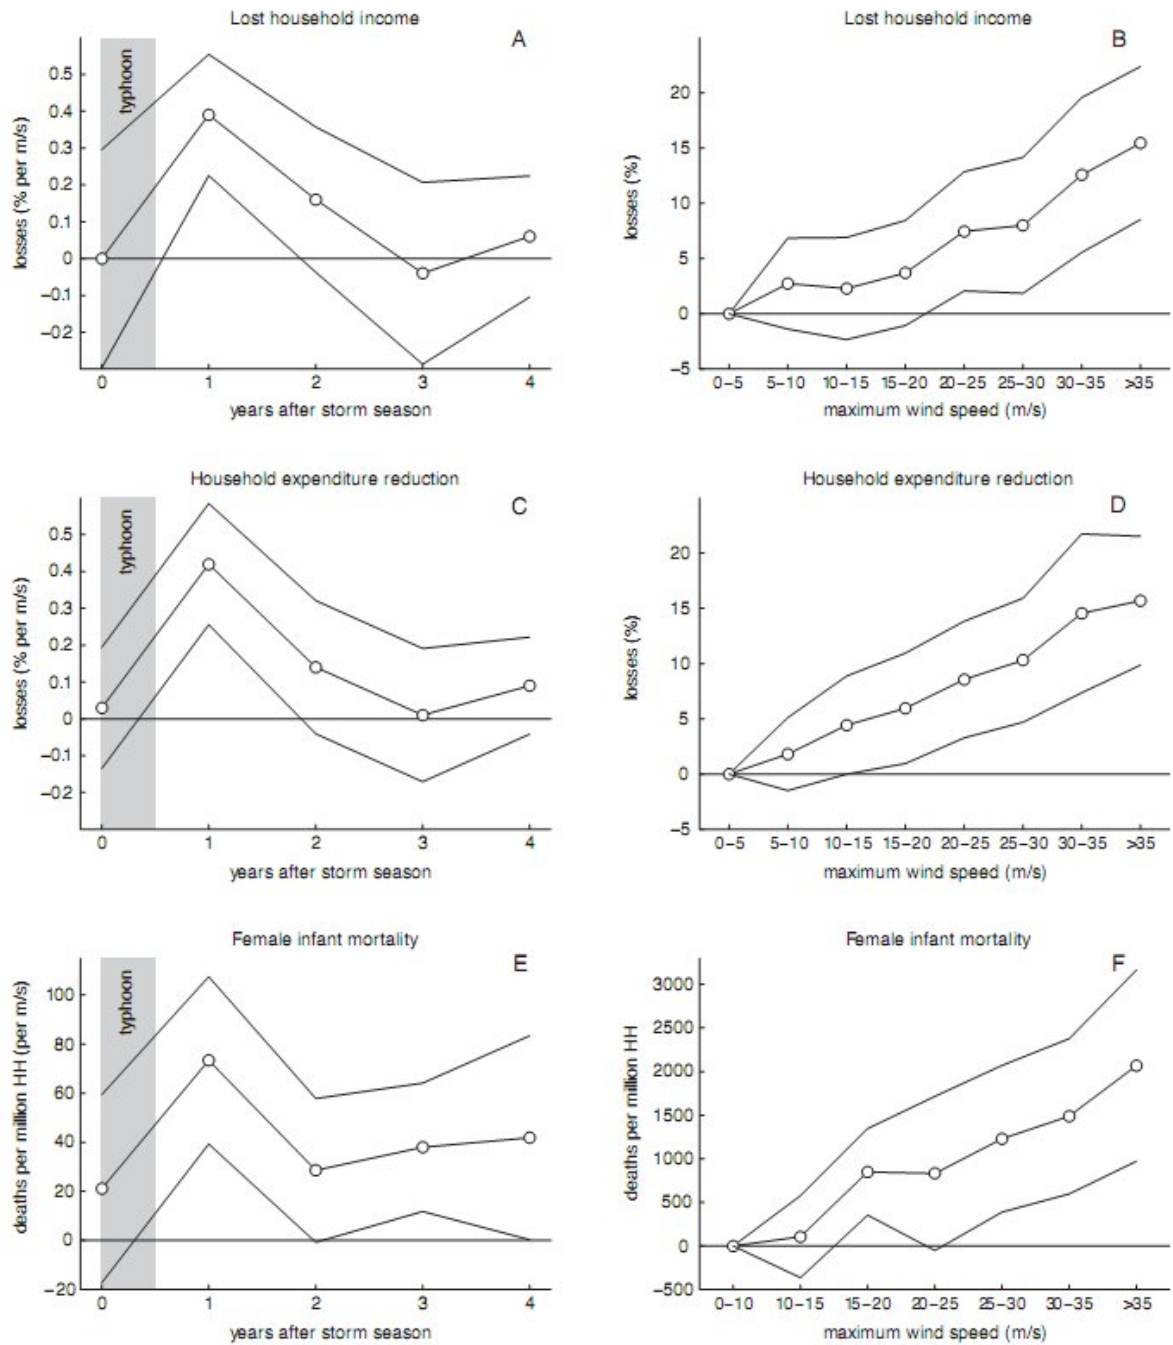 Lost household income
A
typhoon
0.5
0.4
0.3
0.2
0.1
0
−0.1
−02
losses (% per m/s)
0 1 2 3 4
years after storm season
Lost household income
B
20
15
10
5
0
−5
losses (%)
0−5 5−10 10−15 15−20 20−25 25−30 30−35 >35
maximum wind speed (m/s)
Household expenditure reduction
C
typhoon
0.5
0.4
0.3
0.2
0.1
0
−0.1
−02
losses (% per m/s)
0 1 2 3 4
years after storm season
Household expenditure reduction
D
20
15
10
5
0
−5
losses (%)
0−5 5−10 10−15 15−20 20−25 25−30 30−35 >35
maximum wind speed (m/s)
Female infant mortality
E
typhoon
100
80
60
40
20
0
−20
deaths per million HH (per m/s)
0 1 2 3 4
years after storm season
Female infant mortality
F
3000
2500
2000
1500
1000
500
0
−500
deaths per million HH
0−10 10−15 15−20 20−25 25−30 30−35 >35
maximum wind speed (m/s)